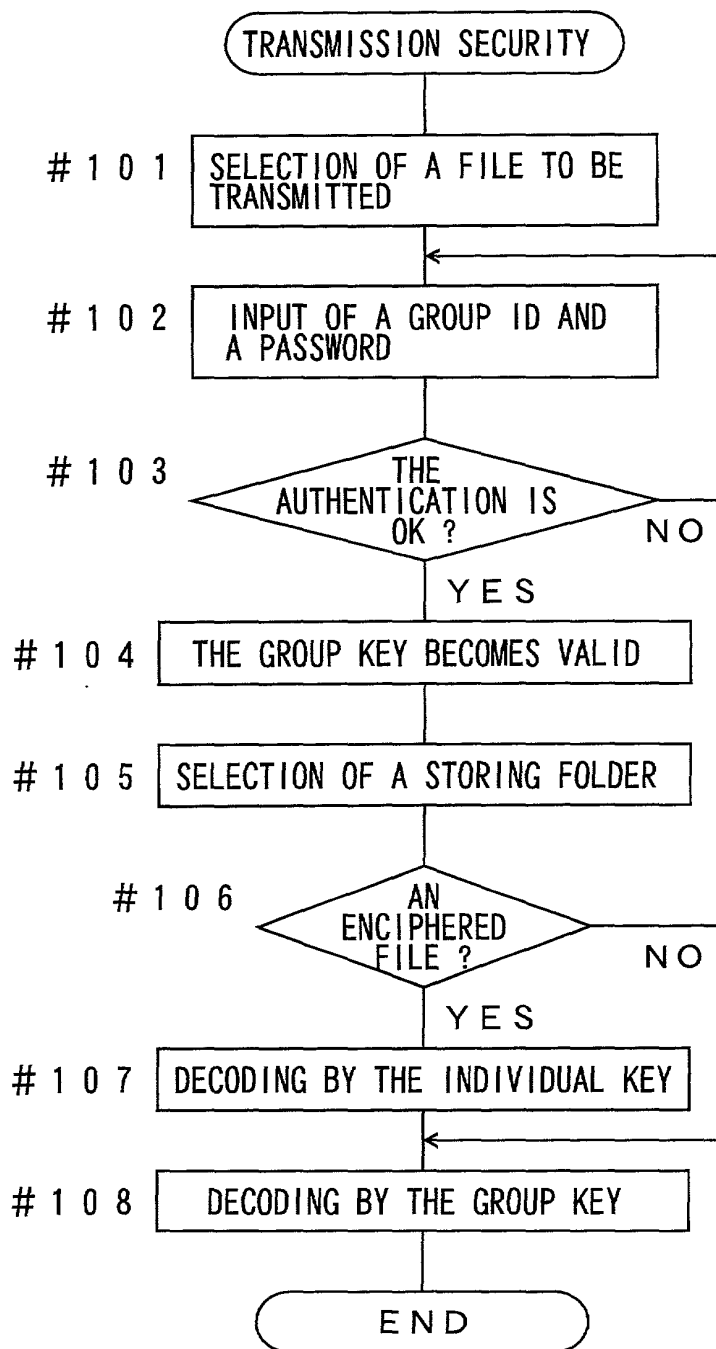 TRANSMISSION SECURITY
#101
SELECTION OF A FILE TO BE
TRANSMITTED
#102
INPUT OF A GROUP ID AND
A PASSWORD
#103
THE
AUTHENTICATION IS
OK ?
NO
YES
#104
THE GROUP KEY BECOMES VALID
#105
SELECTION OF A STORING FOLDER
#106
AN
ENCIPHERED
FILE ?
NO
YES
#107
DECODING BY THE INDIVIDUAL KEY
#108
DECODING BY THE GROUP KEY
END